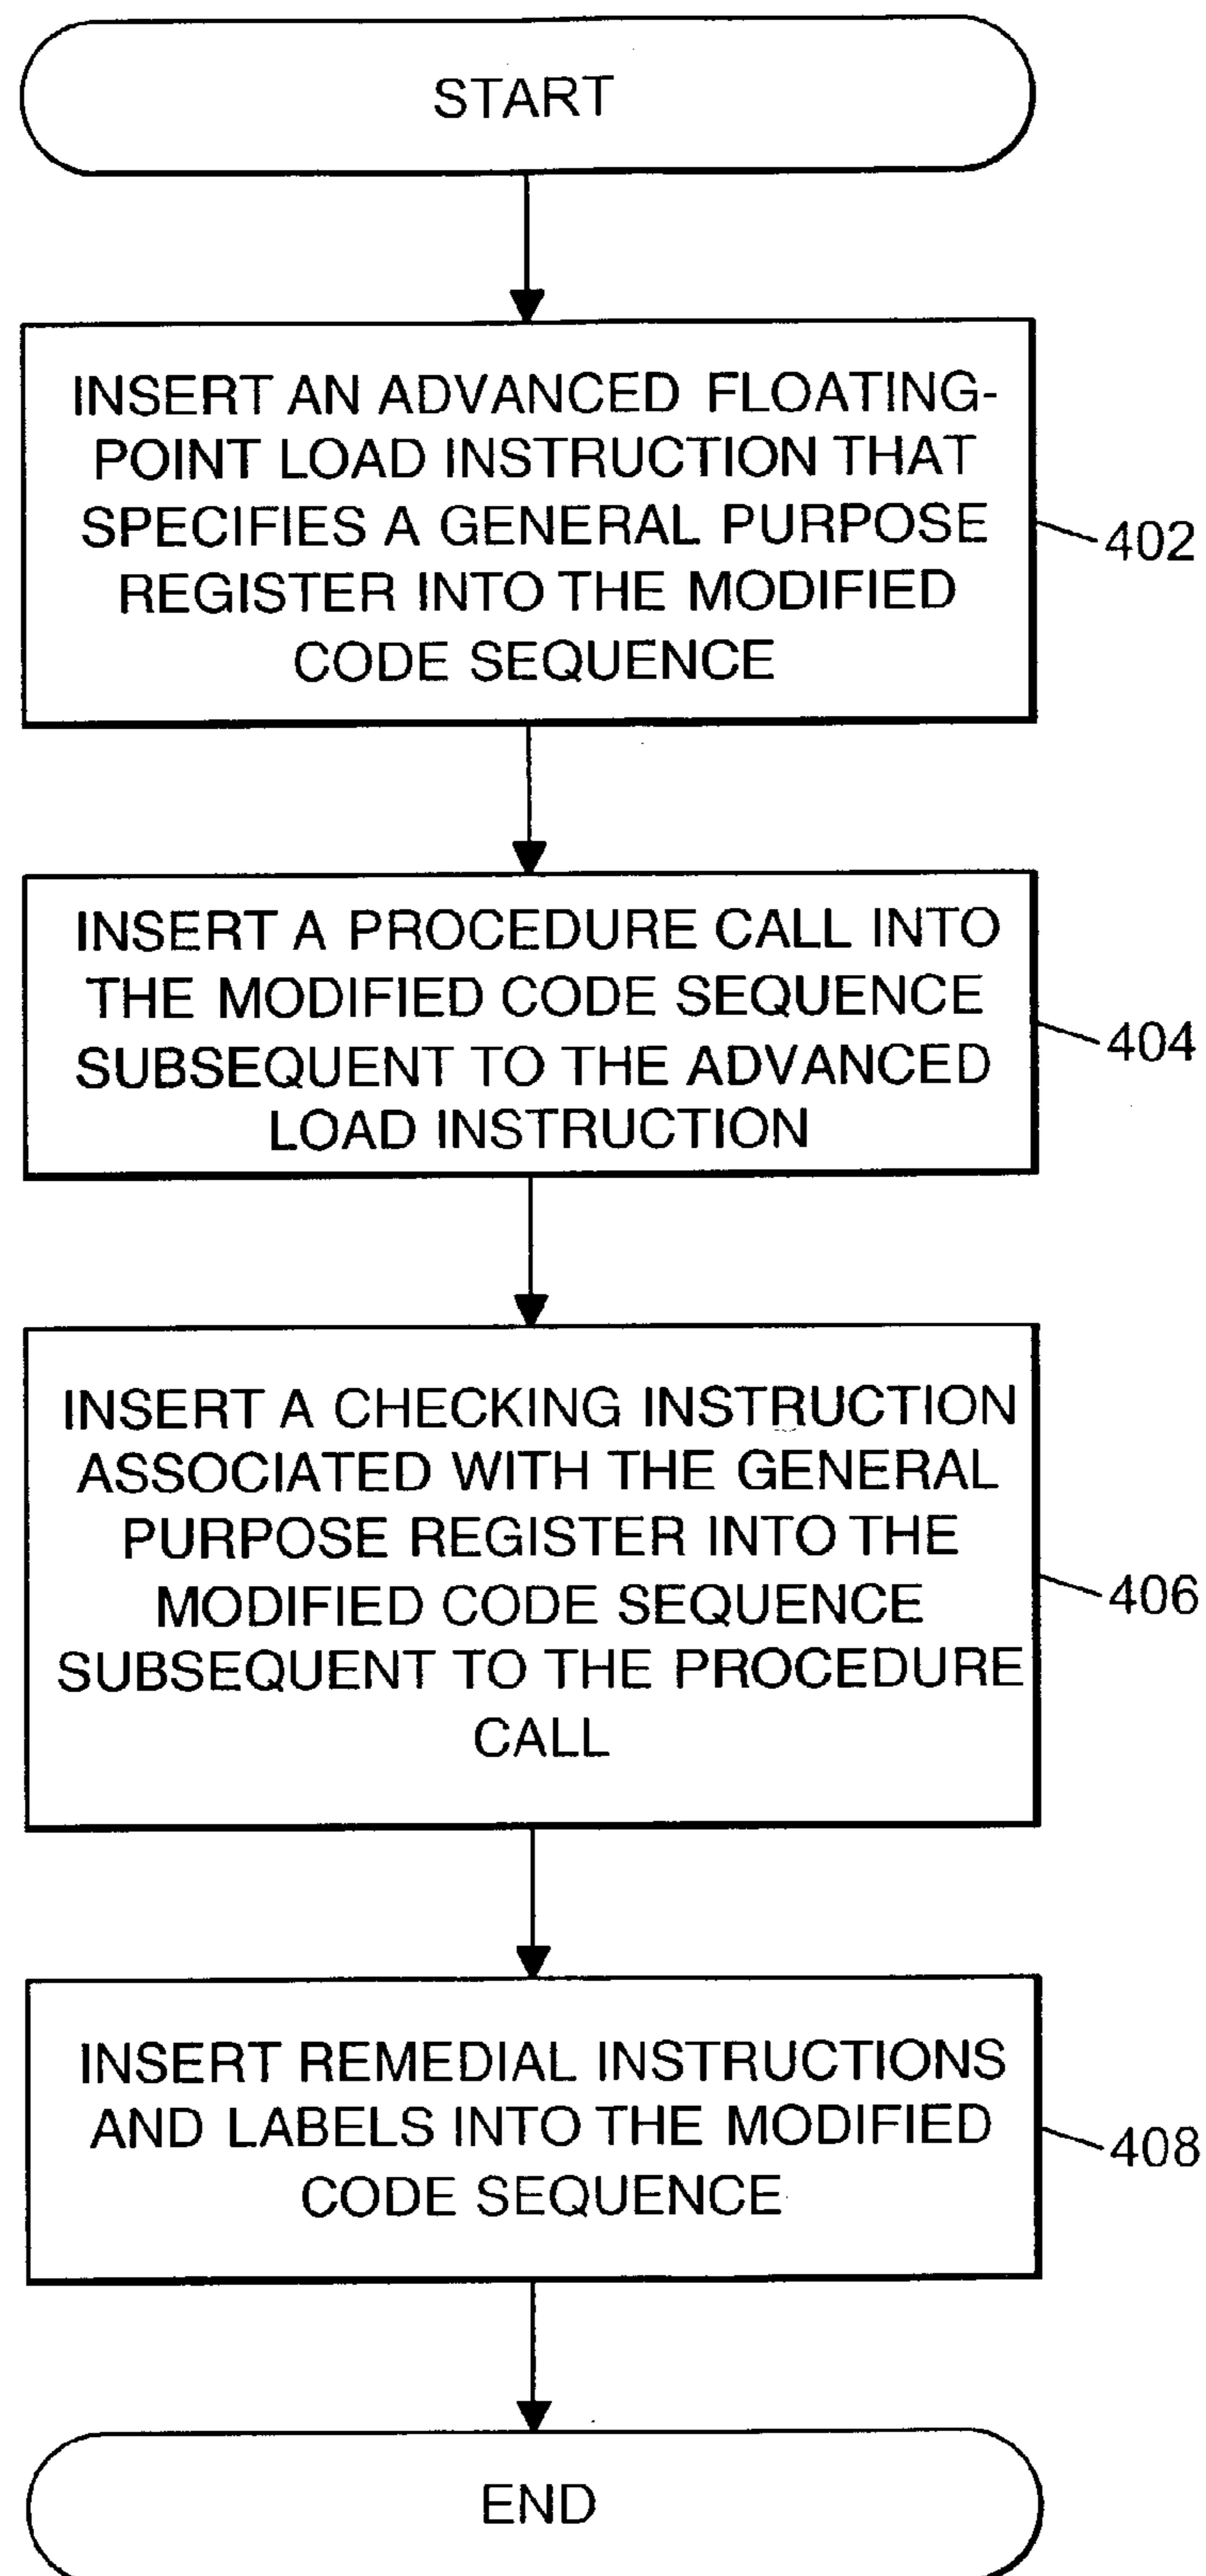 START
INSERT AN ADVANCED FLOATING-
POINT LOAD INSTRUCTION THAT
SPECIFIES A GENERAL PURPOSE
REGISTER INTO THE MODIFIED
CODE SEQUENCE
402
INSERT A PROCEDURE CALL INTO
THE MODIFIED CODE SEQUENCE
SUBSEQUENT TO THE ADVANCED
LOAD INSTRUCTION
404
INSERT A CHECKING INSTRUCTION
ASSOCIATED WITH THE GENERAL
PURPOSE REGISTER INTO THE
MODIFIED CODE SEQUENCE
SUBSEQUENT TO THE PROCEDURE
CALL
406
INSERT REMEDIAL INSTRUCTIONS
AND LABELS INTO THE MODIFIED
CODE SEQUENCE
408
END